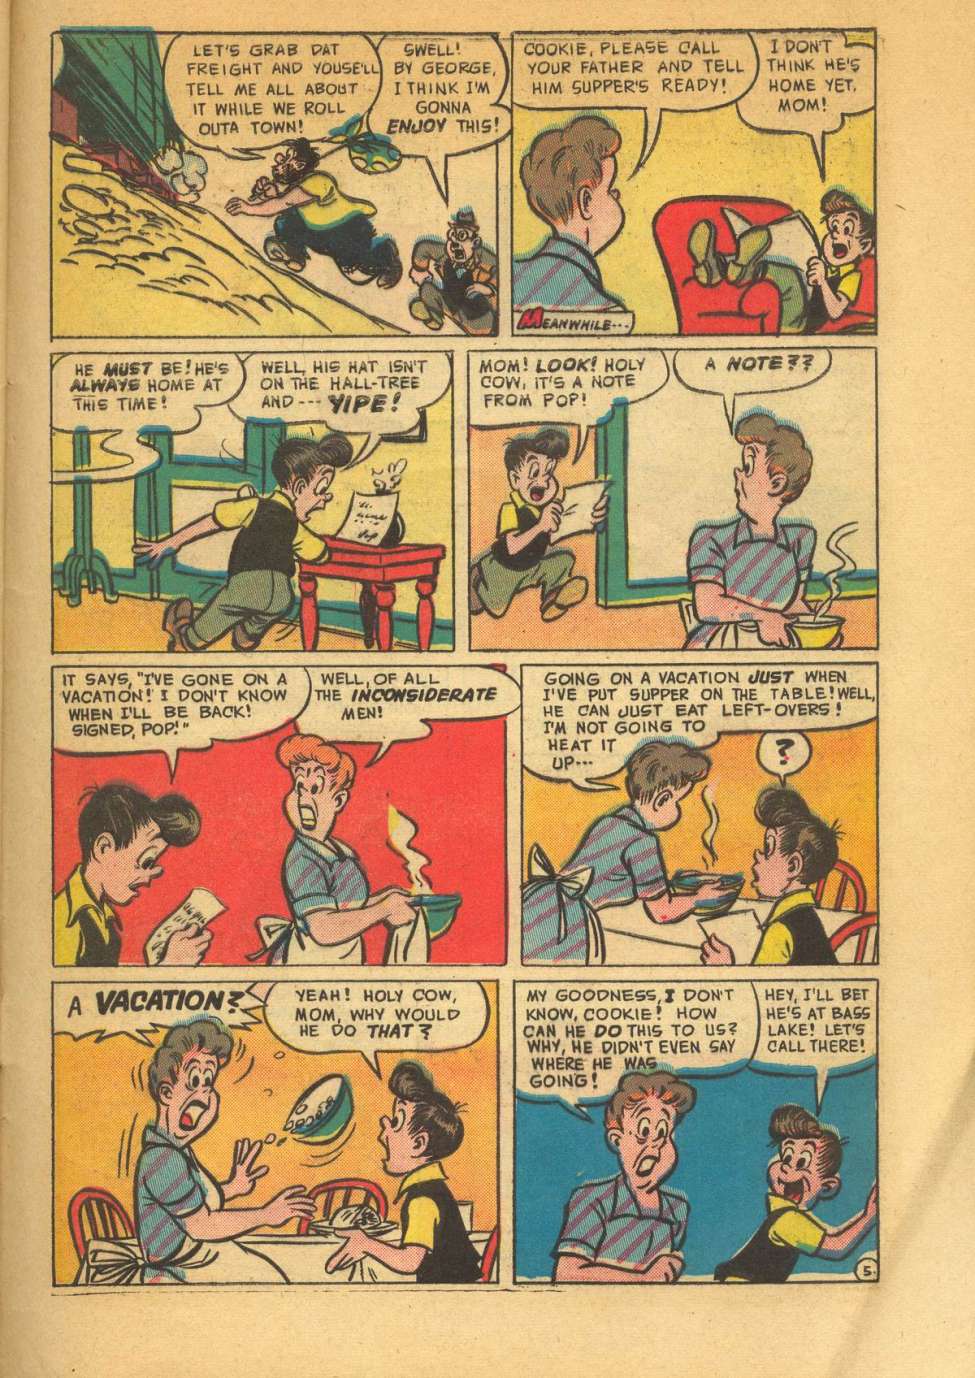 LET'S GRAB DAT
FREIGHT AND YOUSE'LL
TELL ME ALL ABOUT
IT WHILE WE ROLL
OUTA TOWN!
SWELL!
BY GEORGE,
I THINK I'M
GONNA
ENJOY THIS!
COOKIE, PLEASE CALL
YOUR FATHER AND TELL
HIM SUPPER'S READY!
I DON'T
THINK HE'S
HOME YET,
MOM!
MEANWHILE---
HE MUST BE! HE'S
ALWAYS HOME AT
THIS TIME!
WELL, HIS HAT ISN'T
ON THE HALL-TREE
AND--- YIPE!
MOM! LOOK! HOLY
COW, IT'S A NOTE
FROM POP!
A NOTE??
IT SAYS, "I'VE GONE ON A
VACATION! I DON'T KNOW
WHEN I'LL BE BACK!
SIGNED, POP!"
WELL, OF ALL
THE INCONSIDERATE
MEN!
GOING ON A VACATION JUST WHEN
I'VE PUT SUPPER ON THE TABLE! WELL,
HE CAN JUST EAT LEFT-OVERS!
I'M NOT GOING TO
HEAT IT
UP---
?
A VACATION?
YEAH! HOLY COW,
MOM, WHY WOULD
HE DO THAT?
MY GOODNESS, I DON'T
KNOW, COOKIE! HOW
CAN HE DO THIS TO US?
WHY, HE DIDN'T EVEN SAY
WHERE HE WAS
GOING!
HEY, I'LL BET
HE'S AT BASS
LAKE! LET'S
CALL THERE!
5.